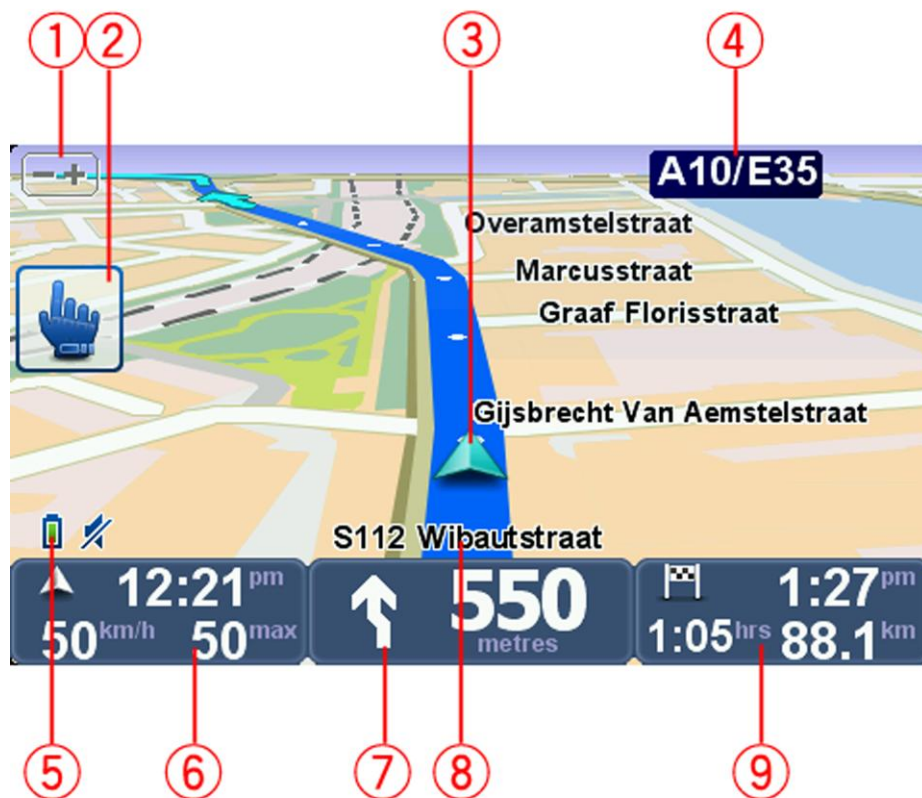 1 2 3 4
− +
A10/E35
Overamstelstraat
Marcusstraat
Graaf Florisstraat
Gijsbrecht Van Aemstelstraat
S112 Wibautstraat
12:21 pm
50 km/h 50 max
550
metres
1:27 pm
1:05 hrs 88.1 km
5 6 7 8 9